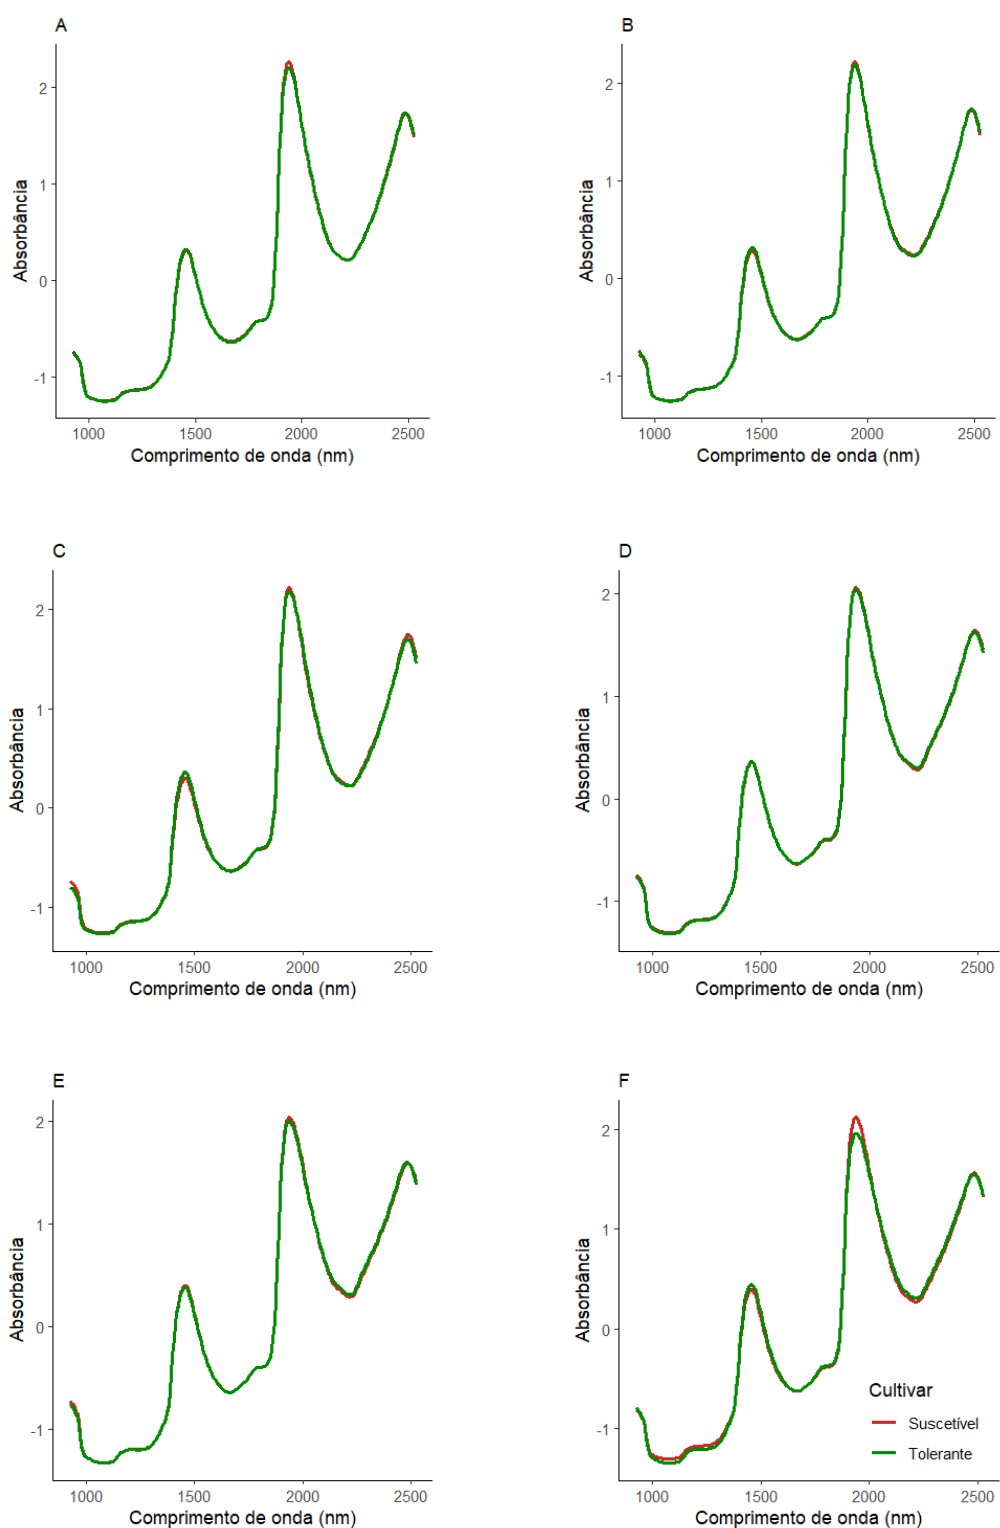 A
2
1
0
-1
Absorbância
1000 1500 2000 2500
Comprimento de onda (nm)
B
2
1
0
-1
Absorbância
1000 1500 2000 2500
Comprimento de onda (nm)
C
2
1
0
-1
Absorbância
1000 1500 2000 2500
Comprimento de onda (nm)
D
2
1
0
-1
Absorbância
1000 1500 2000 2500
Comprimento de onda (nm)
E
2
1
0
-1
Absorbância
1000 1500 2000 2500
Comprimento de onda (nm)
F
2
1
0
-1
Absorbância
Cultivar
Suscetível
Tolerante
1000 1500 2000 2500
Comprimento de onda (nm)